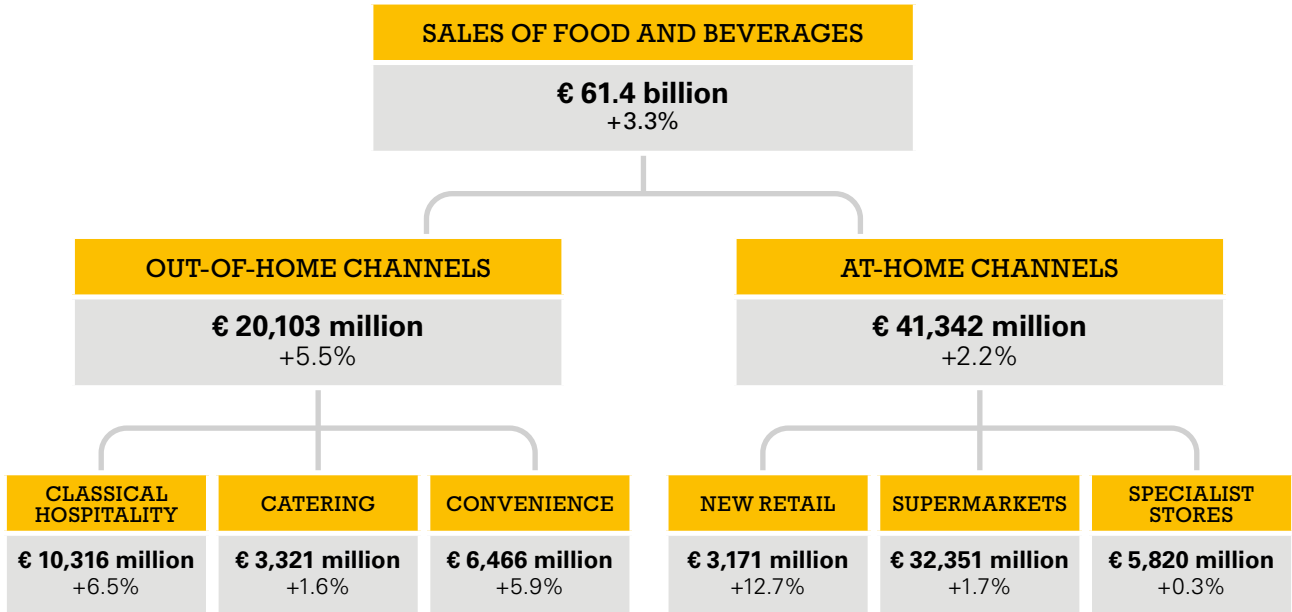 SALES OF FOOD AND BEVERAGES
€ 61.4 billion
+3.3%
OUT-OF-HOME CHANNELS
€ 20,103 million
+5.5%
AT-HOME CHANNELS
€ 41,342 million
+2.2%
CLASSICAL
HOSPITALITY
€ 10,316 million
+6.5%
CATERING
€ 3,321 million
+1.6%
CONVENIENCE
€ 6,466 million
+5.9%
NEW RETAIL
€ 3,171 million
+12.7%
SUPERMARKETS
€ 32,351 million
+1.7%
SPECIALIST
STORES
€ 5,820 million
+0.3%